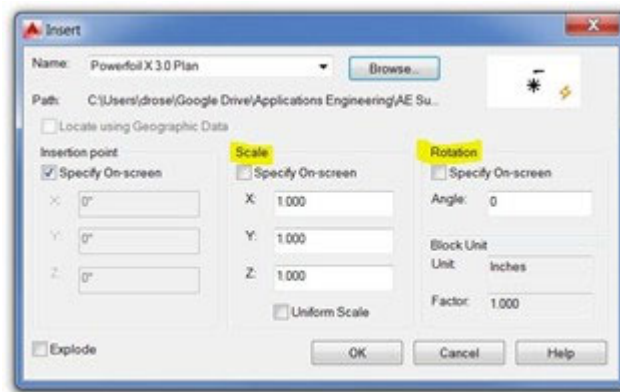 Insert
Name: Powerfoil X 3.0 Plan Browse...
Path: C:\Users\drose\Google Drive\Applications Engineering\AE Su...
Locate using Geographic Data
Insertion point
Specify On-screen
X: 0"
Y: 0"
Z: 0"
Scale
Specify On-screen
X: 1.000
Y: 1.000
Z: 1.000
Uniform Scale
Rotation
Specify On-screen
Angle: 0
Block Unit
Unit: Inches
Factor: 1.000
Explode
OK Cancel Help